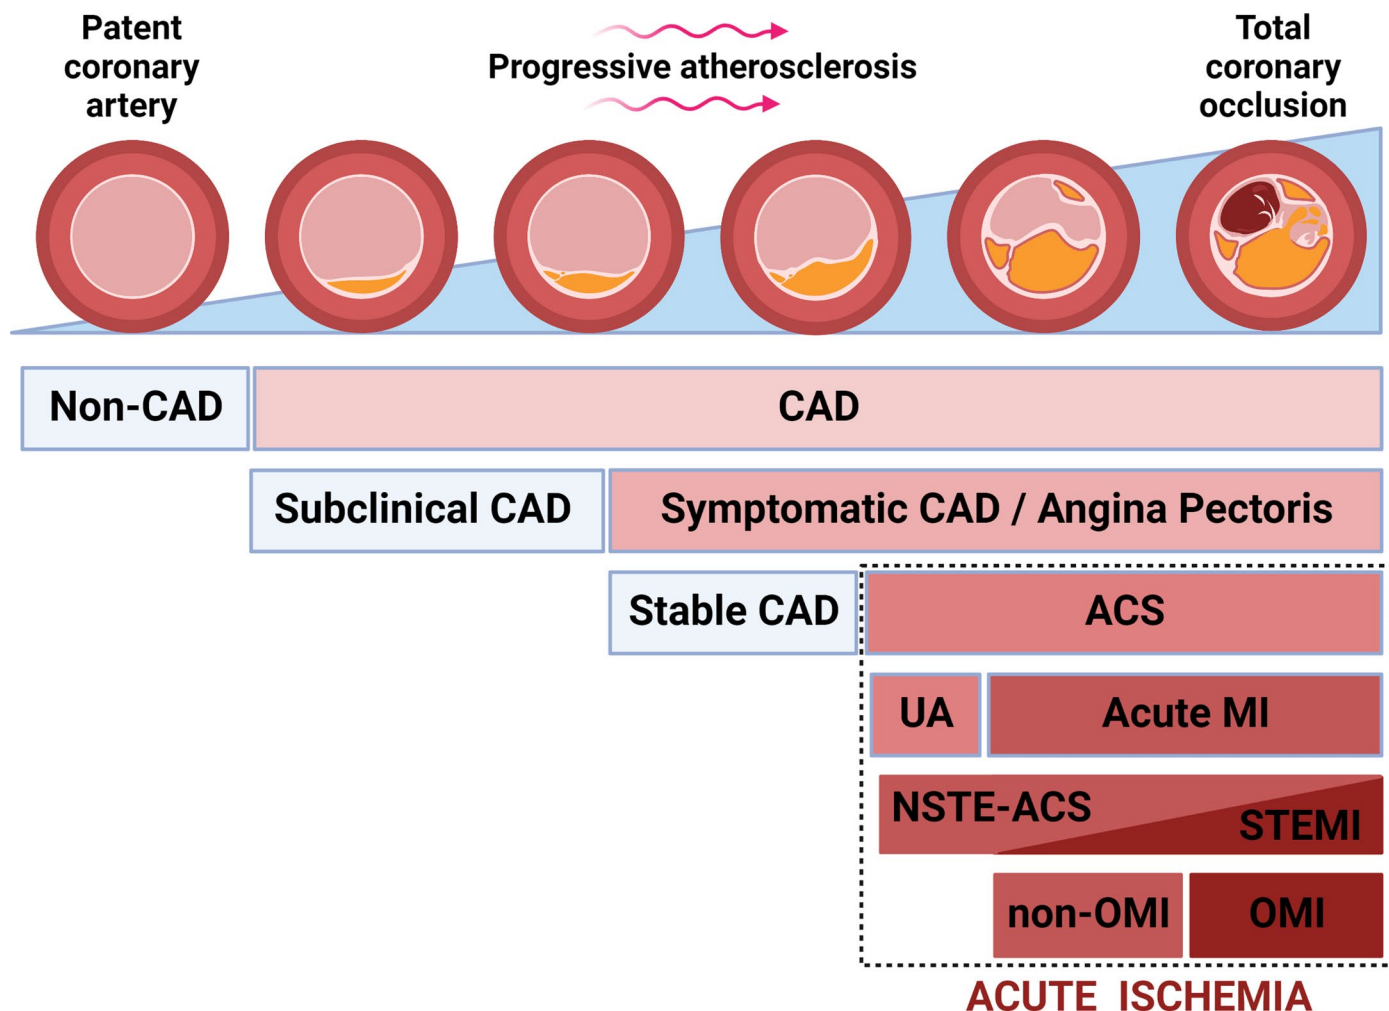 Patent
coronary
artery
Progressive atherosclerosis
Total
coronary
occlusion
Non-CAD
CAD
Subclinical CAD
Symptomatic CAD / Angina Pectoris
Stable CAD
ACS
UA
Acute MI
NSTE-ACS
STEMI
non-OMI
OMI
ACUTE ISCHEMIA